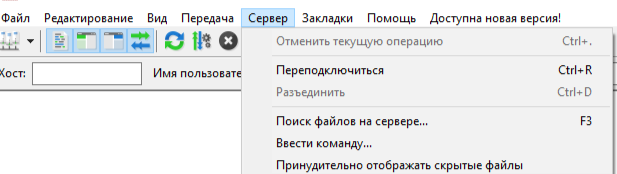 Файл Редактирование Вид Передача Сервер Закладки Помощь Доступна новая версия!
Отменить текущую операцию Ctrl+.
Хост: Имя пользовате
Переподключиться Ctrl+R
Разъединить Ctrl+D
Поиск файлов на сервере... F3
Ввести команду...
Принудительно отображать скрытые файлы